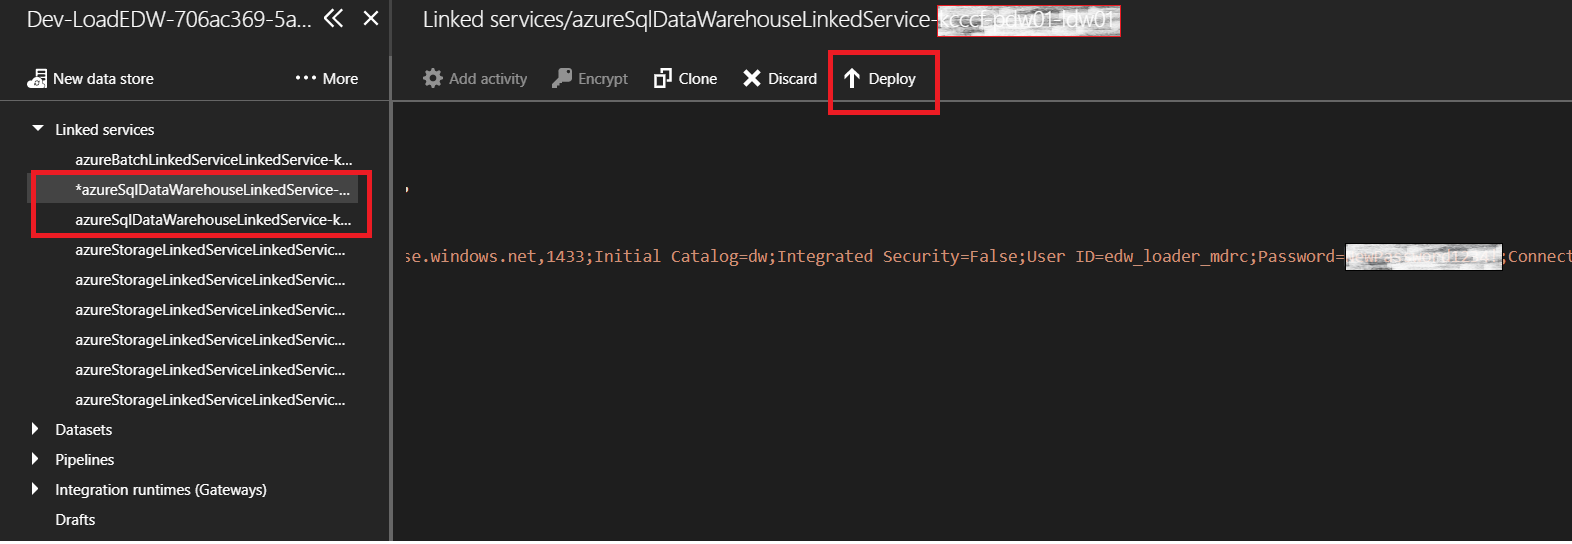 Dev-LoadEDW-706ac369-5a...
Linked services/azureSqlDataWarehouseLinkedService-
New data store
More
Add activity
Encrypt
Clone
Discard
Deploy
Linked services
azureBatchLinkedServiceLinkedService-k...
*azureSqlDataWarehouseLinkedService-...
azureSqlDataWarehouseLinkedService-k...
azureStorageLinkedServiceLinkedServic...
azureStorageLinkedServiceLinkedServic...
azureStorageLinkedServiceLinkedServic...
azureStorageLinkedServiceLinkedServic...
azureStorageLinkedServiceLinkedServic...
azureStorageLinkedServiceLinkedServic...
Datasets
Pipelines
Integration runtimes (Gateways)
Drafts
,
se.windows.net,1433;Initial Catalog=dw;Integrated Security=False;User ID=edw_loader_mdrc;Password= ;Connect